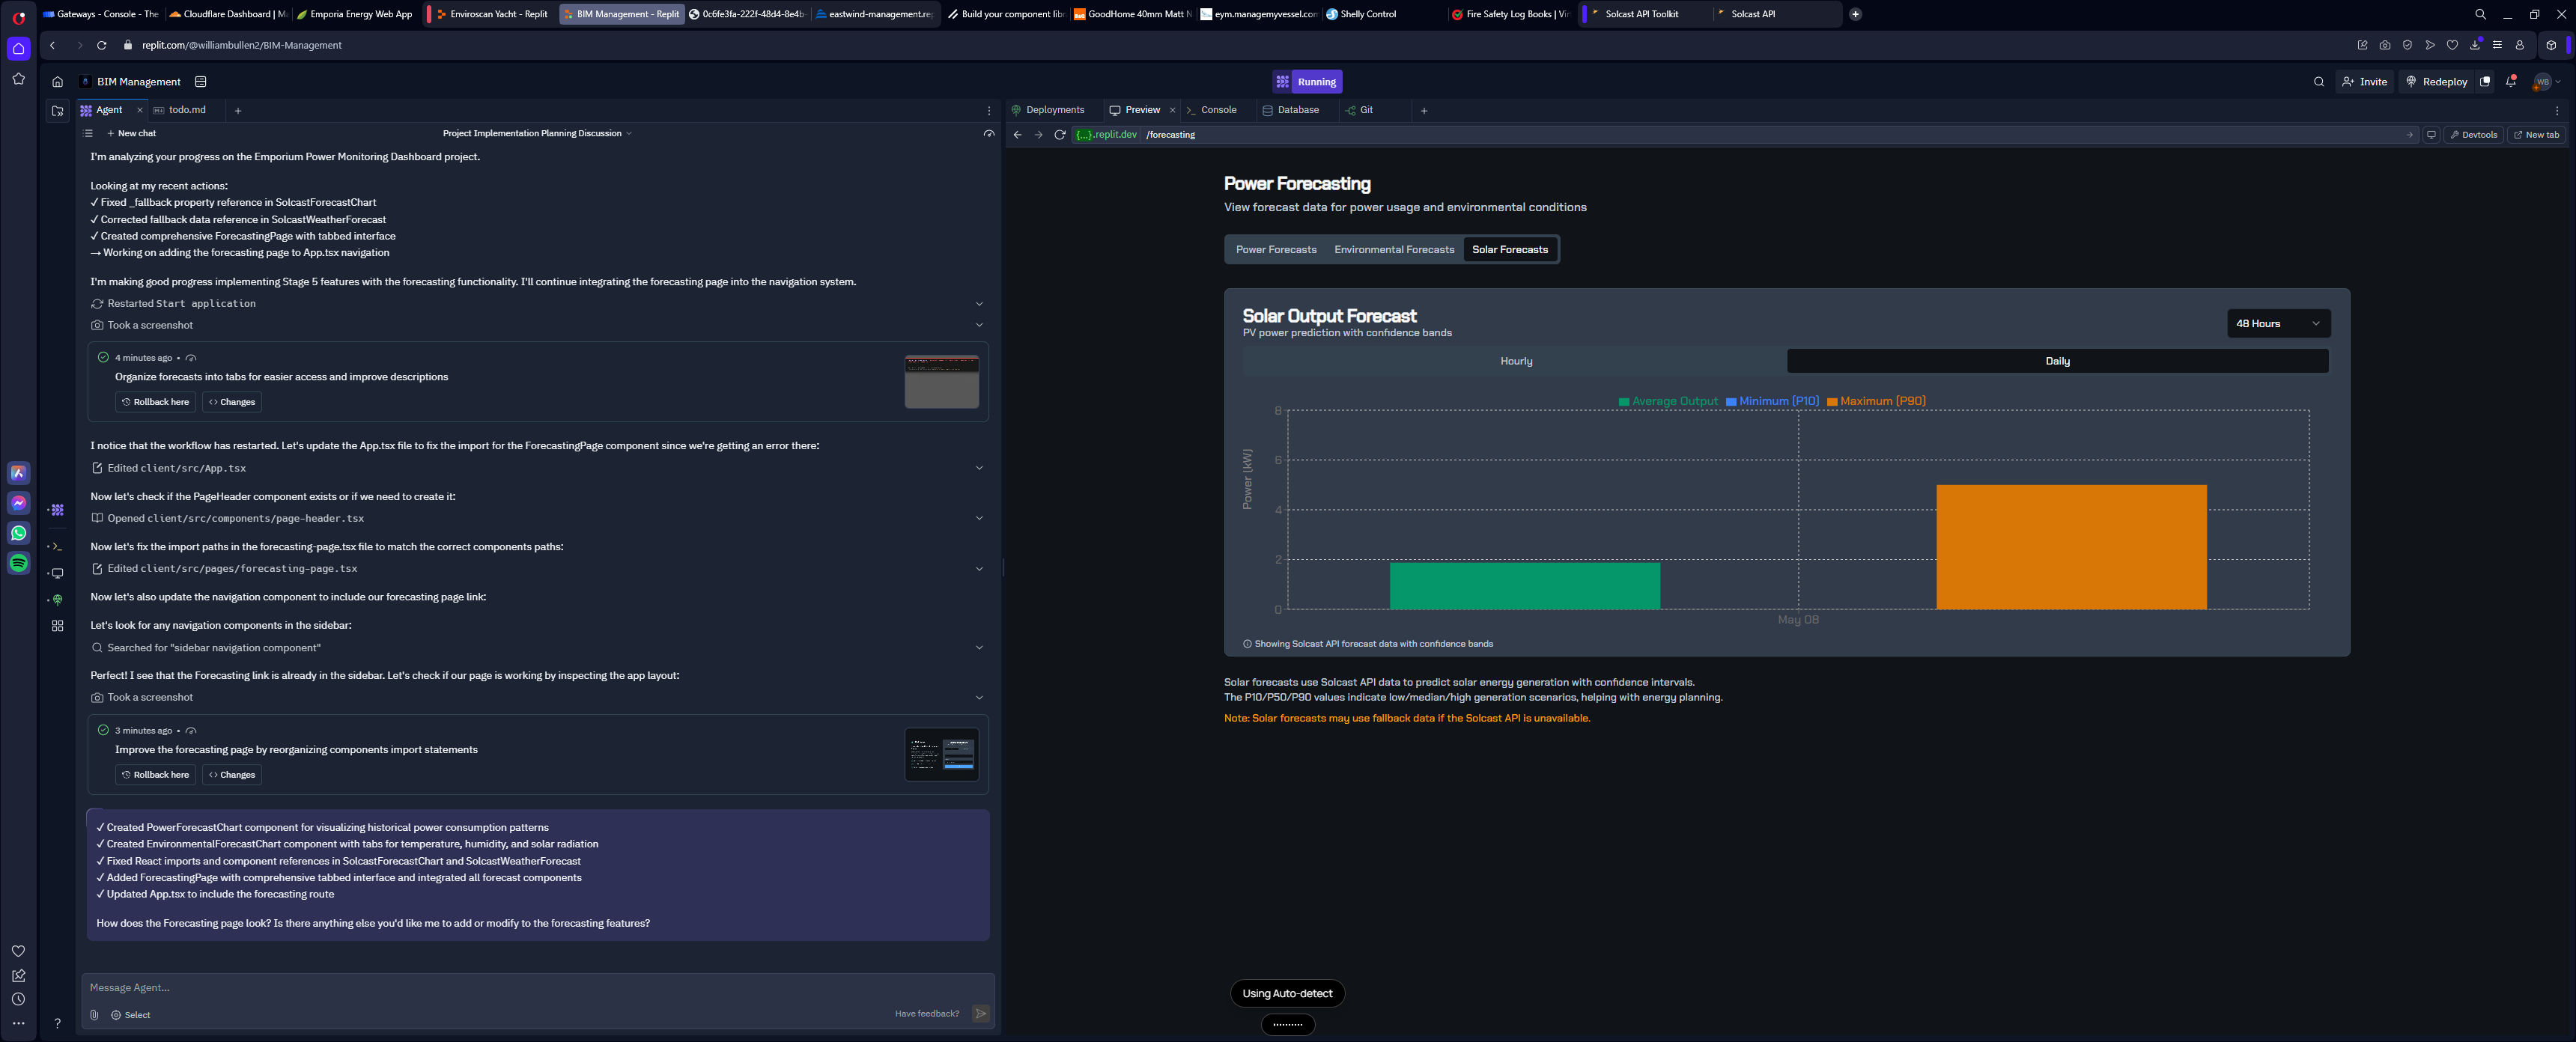 Gateways - Console - The
Cloudflare Dashboard | Ma
Emporia Energy Web App
Enviroscan Yacht - Replit
BIM Management - Replit
0c6fe3fa-222f-48d4-8e4b-
eastwind-management.rep
Build your component libr
GoodHome 40mm Matt N
eym.managemyvessel.com
Shelly Control
Fire Safety Log Books | Vi
Solcast API Toolkit
Solcast API
replit.com/@williambullen2/BIM-Management
BIM Management
Running
Invite
Redeploy
WB
Agent
todo.md
Deployments
Preview
Console
Database
Git
New chat
Project Implementation Planning Discussion
{...}.replit.dev
/forecasting
Devtools
New tab
I'm analyzing your progress on the Emporium Power Monitoring Dashboard project.
Looking at my recent actions:
✓ Fixed _fallback property reference in SolcastForecastChart
✓ Corrected fallback data reference in SolcastWeatherForecast
✓ Created comprehensive ForecastingPage with tabbed interface
→ Working on adding the forecasting page to App.tsx navigation
I'm making good progress implementing Stage 5 features with the forecasting functionality. I'll continue integrating the forecasting page into the navigation system.
Restarted Start application
Took a screenshot
4 minutes ago •
Organize forecasts into tabs for easier access and improve descriptions
Rollback here
Changes
I notice that the workflow has restarted. Let's update the App.tsx file to fix the import for the ForecastingPage component since we're getting an error there:
Edited client/src/App.tsx
Now let's check if the PageHeader component exists or if we need to create it:
Opened client/src/components/page-header.tsx
Now let's fix the import paths in the forecasting-page.tsx file to match the correct components paths:
Edited client/src/pages/forecasting-page.tsx
Now let's also update the navigation component to include our forecasting page link:
Let's look for any navigation components in the sidebar:
Searched for "sidebar navigation component"
Perfect! I see that the Forecasting link is already in the sidebar. Let's check if our page is working by inspecting the app layout:
Took a screenshot
3 minutes ago •
Improve the forecasting page by reorganizing components import statements
Rollback here
Changes
✓ Created PowerForecastChart component for visualizing historical power consumption patterns
✓ Created EnvironmentalForecastChart component with tabs for temperature, humidity, and solar radiation
✓ Fixed React imports and component references in SolcastForecastChart and SolcastWeatherForecast
✓ Added ForecastingPage with comprehensive tabbed interface and integrated all forecast components
✓ Updated App.tsx to include the forecasting route
How does the Forecasting page look? Is there anything else you'd like me to add or modify to the forecasting features?
Message Agent...
Select
Have feedback?
Power Forecasting
View forecast data for power usage and environmental conditions
Power Forecasts
Environmental Forecasts
Solar Forecasts
Solar Output Forecast
PV power prediction with confidence bands
48 Hours
Hourly
Daily
Average Output
Minimum (P10)
Maximum (P90)
Power (kW)
8
6
4
2
0
May 08
Showing Solcast API forecast data with confidence bands
Solar forecasts use Solcast API data to predict solar energy generation with confidence intervals.
The P10/P50/P90 values indicate low/median/high generation scenarios, helping with energy planning.
Note: Solar forecasts may use fallback data if the Solcast API is unavailable.
Using Auto-detect